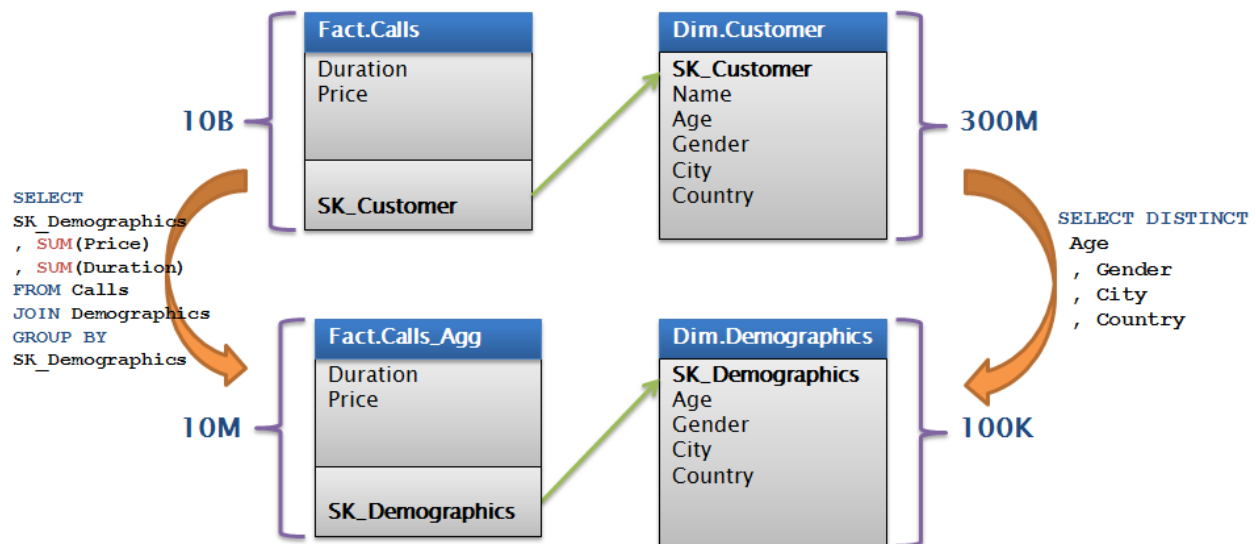 Fact.Calls
Duration
Price
SK_Customer
10B
Dim.Customer
SK_Customer
Name
Age
Gender
City
Country
300M
SELECT
SK_Demographics
, SUM(Price)
, SUM(Duration)
FROM Calls
JOIN Demographics
GROUP BY
SK_Demographics
SELECT DISTINCT
Age
, Gender
, City
, Country
Fact.Calls_Agg
Duration
Price
SK_Demographics
10M
Dim.Demographics
SK_Demographics
Age
Gender
City
Country
100K